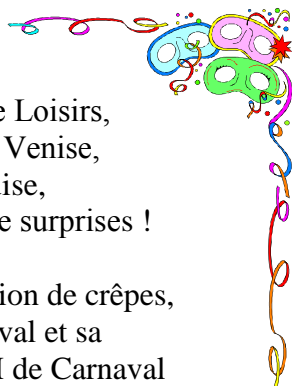 e Loisirs,
Venise,
ise,
e surprises !
ion de crêpes,
val et sa
de Carnaval